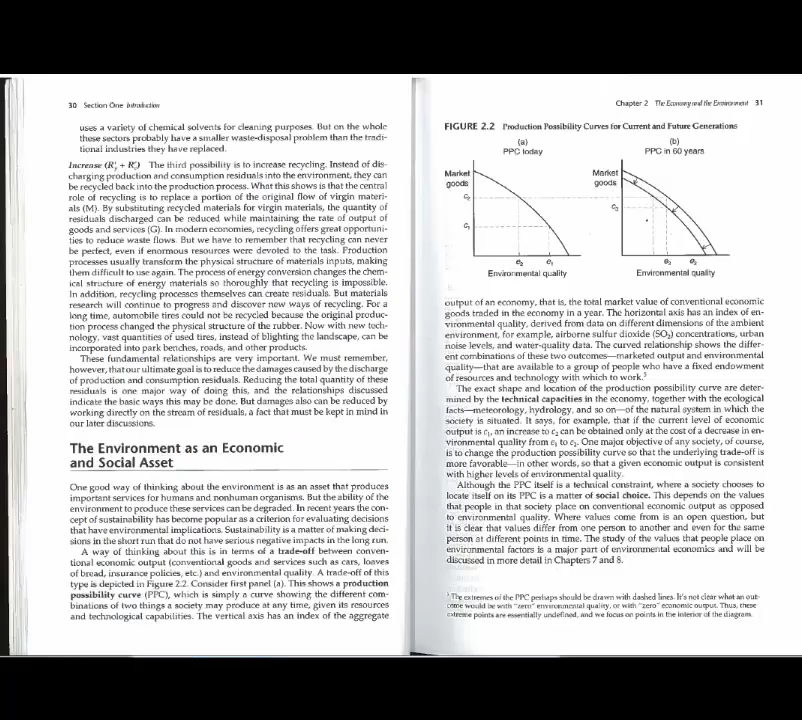 30 Section One Introduction
uses a variety of chemical solvents for cleaning purposes. But on the whole
these sectors probably have a smaller waste-disposal problem than the tradi-
tional industries they have replaced.
Increase (R'p + R'c) The third possibility is to increase recycling. Instead of dis-
charging production and consumption residuals into the environment, they can
be recycled back into the production process. What this shows is that the central
role of recycling is to replace a portion of the original flow of virgin materi-
als (M). By substituting recycled materials for virgin materials, the quantity of
residuals discarded can be reduced while maintaining the rate of output of
goods and services (G). In modern economies, recycling offers great opportuni-
ties to reduce waste flows. But we have to remember that recycling can never
be perfect, even if enormous resources were devoted to the task. Production
processes usually transform the physical structure of materials inputs, making
them difficult to use again. The process of energy conversion changes the chem-
ical structure of energy materials so thoroughly that recycling is impossible.
In addition, recycling processes themselves can create residuals. But materials
research will continue to progress and discover new ways of recycling. For a
long time, automobile tires could not be recycled because the original produc-
tion process changed the physical structure of the rubber. Now with new tech-
nology, vast quantities of used tires, instead of blighting the landscape, can be
incorporated into park benches, roads, and other products.
These fundamental relationships are very important. We must remember,
however, that our ultimate goal is to reduce the damages caused by the discharge
of production and consumption residuals. Reducing the total quantity of these
residuals is one major way of doing this, and the relationships discussed
indicate the basic ways this may be done. But damages also can be reduced by
working directly on the stream of residuals, a fact that must be kept in mind in
our later discussions.
The Environment as an Economic
and Social Asset
One good way of thinking about the environment is as an asset that produces
important services for humans and nonhuman organisms. But the ability of the
environment to produce these services can be degraded. In recent years the con-
cept of sustainability has become popular as a criterion for evaluating decisions
that have environmental implications. Sustainability is a matter of making deci-
sions in the short run that do not have serious negative impacts in the long run.
A way of thinking about this is in terms of a trade-off between conven-
tional economic output (conventional goods and services such as cars, loaves
of bread, insurance policies, etc.) and environmental quality. A trade-off of this
type is depicted in Figure 2.2. Consider first panel (a). This shows a production
possibility curve (PPC), which is simply a curve showing the different com-
binations of two things a society may produce at any time, given its resources
and technological capabilities. The vertical axis has an index of the aggregate
Chapter 2 The Economy and the Environment 31
FIGURE 2.2 Production Possibility Curves for Current and Future Generations
(a)
PPC today
Market
goods
c₂
c₁
e₂ e₁
Environmental quality
(b)
PPC in 60 years
Market
goods
c₃
e₃ e₂
Environmental quality
output of an economy, that is, the total market value of conventional economic
goods traded in the economy in a year. The horizontal axis has an index of en-
vironmental quality, derived from data on different dimensions of the ambient
environment, for example, airborne sulfur dioxide (SO₂) concentrations, urban
noise levels, and water-quality data. The curved relationship shows the differ-
ent combinations of these two outcomes—marketed output and environmental
quality—that are available to a group of people who have a fixed endowment
of resources and technology with which to work.⁵
The exact shape and location of the production possibility curve are deter-
mined by the technical capacities in the economy, together with the ecological
facts—meteorology, hydrology, and so on—of the natural system in which the
society is situated. It says, for example, that if the current level of economic
output is c₁, an increase to c₂ can be obtained only at the cost of a decrease in en-
vironmental quality from e₁ to e₂. One major objective of any society, of course,
is to change the production possibility curve so that the underlying trade-off is
more favorable—in other words, so that a given economic output is consistent
with higher levels of environmental quality.
Although the PPC itself is a technical constraint, where a society chooses to
locate itself on its PPC is a matter of social choice. This depends on the values
that people in that society place on conventional economic output as opposed
to environmental quality. Where values come from is an open question, but
it is clear that values differ from one person to another and even for the same
person at different points in time. The study of the values that people place on
environmental factors is a major part of environmental economics and will be
discussed in more detail in Chapters 7 and 8.
⁵ The extremes of the PPC perhaps should be drawn with dashed lines. It's not clear what an out-
come would be with "zero" environmental quality, or with "zero" economic output. Thus, these
extreme points are essentially undefined, and we focus on points in the interior of the diagram.